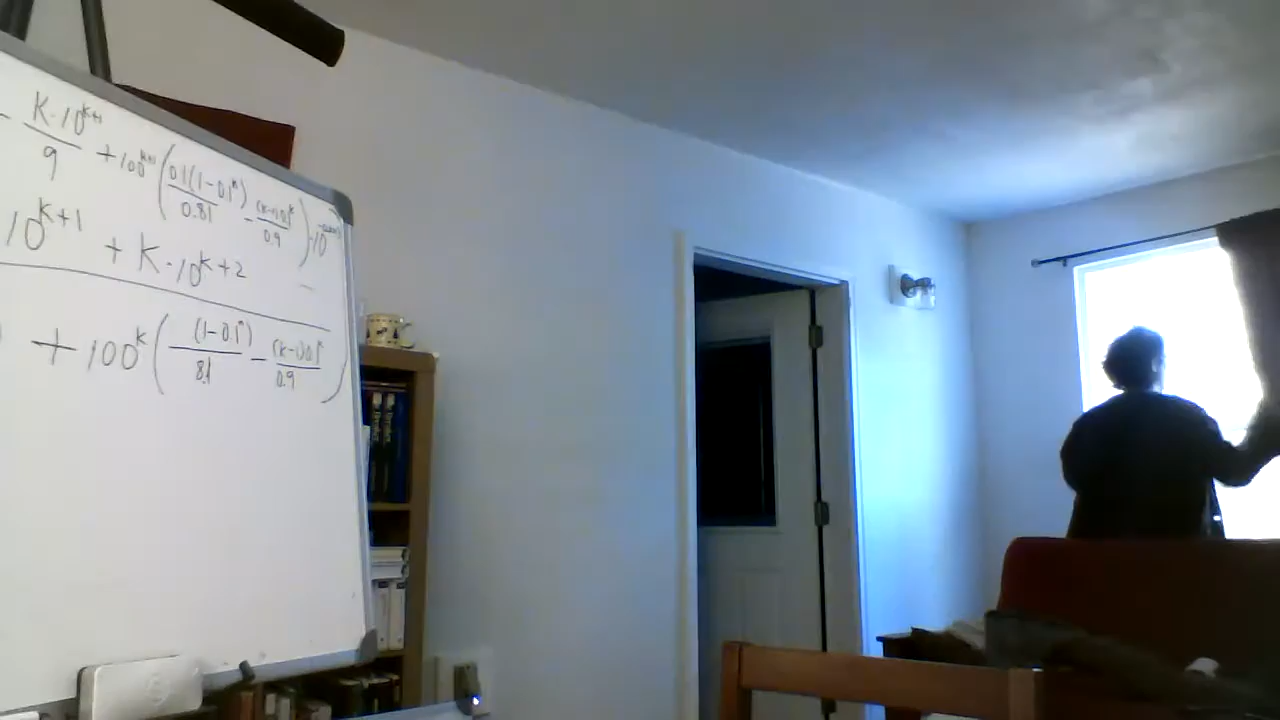 - K·10^(k+1)/9 + 100^(k+1) (0.1(1-0.1^k)/0.81 - (k-1)0.1^k/0.9)·10
10^(k+1) + K·10^(k+2)
+ 100^k ((1-0.1^k)/8.1 - (k-1)0.1^k/0.9)